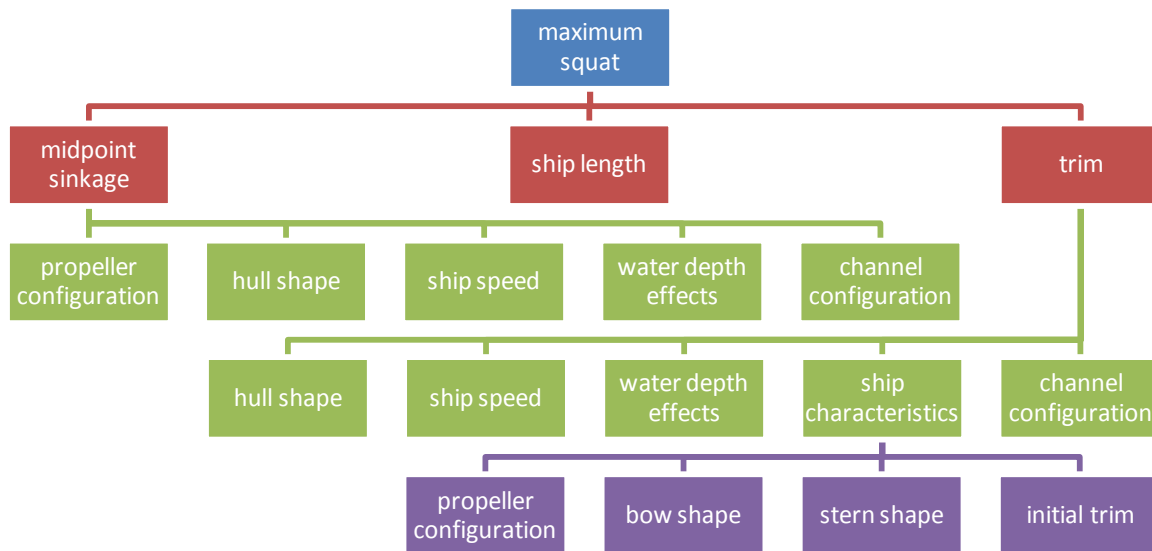 maximum
squat
midpoint
sinkage
ship length
trim
propeller
configuration
hull shape
ship speed
water depth
effects
channel
configuration
hull shape
ship speed
water depth
effects
ship
characteristics
channel
configuration
propeller
configuration
bow shape
stern shape
initial trim